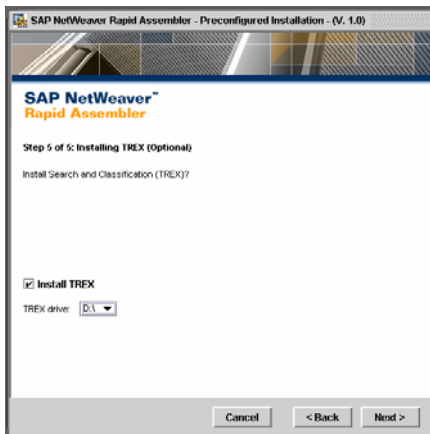 SAP NetWeaver Rapid Assembler - Preconfigured Installation - (V. 1.0)
SAP NetWeaver™
Rapid Assembler
Step 5 of 5: Installing TREX (Optional)
Install Search and Classification (TREX)?
Install TREX
TREX drive: D:\
Cancel < Back Next >